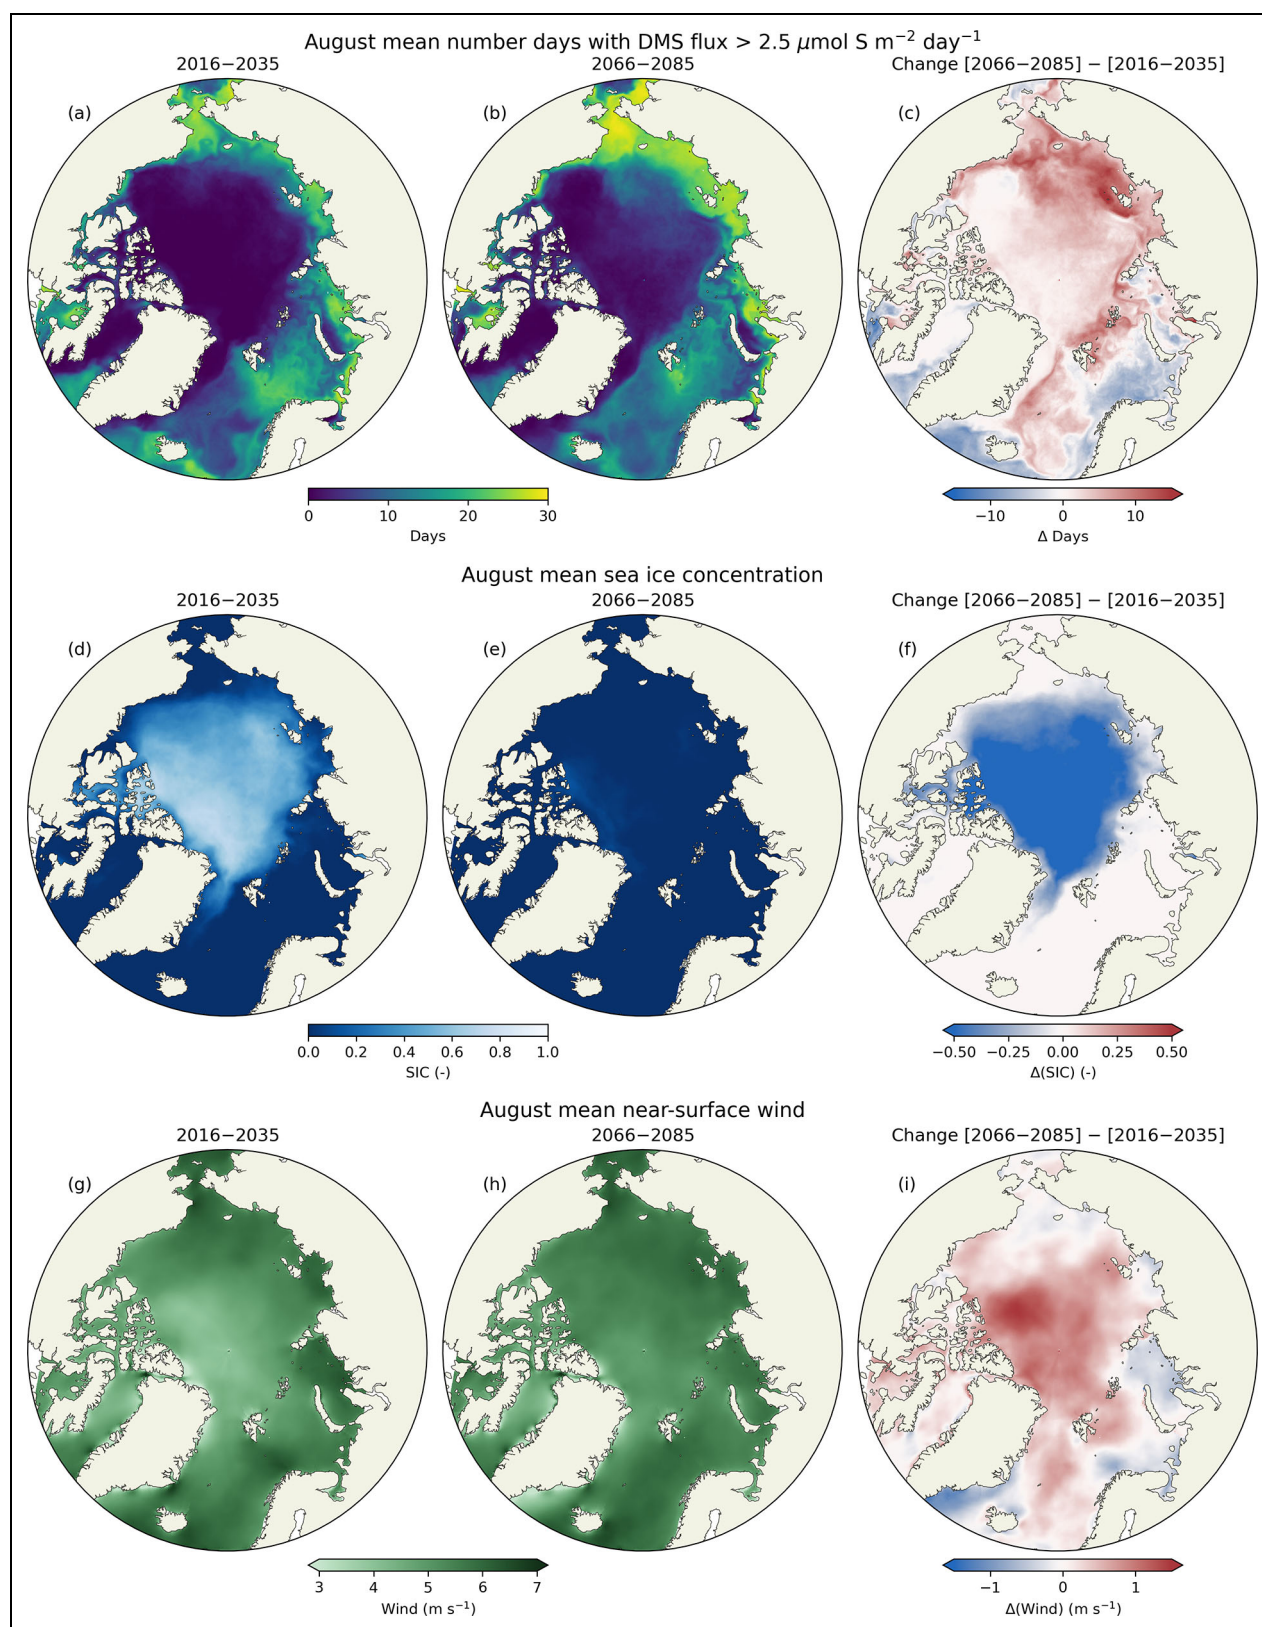 August mean number days with DMS flux > 2.5 μmol S m⁻² day⁻¹
2016−2035
2066−2085
Change [2066−2085] − [2016−2035]
(a)
(b)
(c)
0 10 20 30
Days
−10 0 10
Δ Days
August mean sea ice concentration
2016−2035
2066−2085
Change [2066−2085] − [2016−2035]
(d)
(e)
(f)
0.0 0.2 0.4 0.6 0.8 1.0
SIC (-)
−0.50 −0.25 0.00 0.25 0.50
Δ(SIC) (-)
August mean near-surface wind
2016−2035
2066−2085
Change [2066−2085] − [2016−2035]
(g)
(h)
(i)
3 4 5 6 7
Wind (m s⁻¹)
−1 0 1
Δ(Wind) (m s⁻¹)